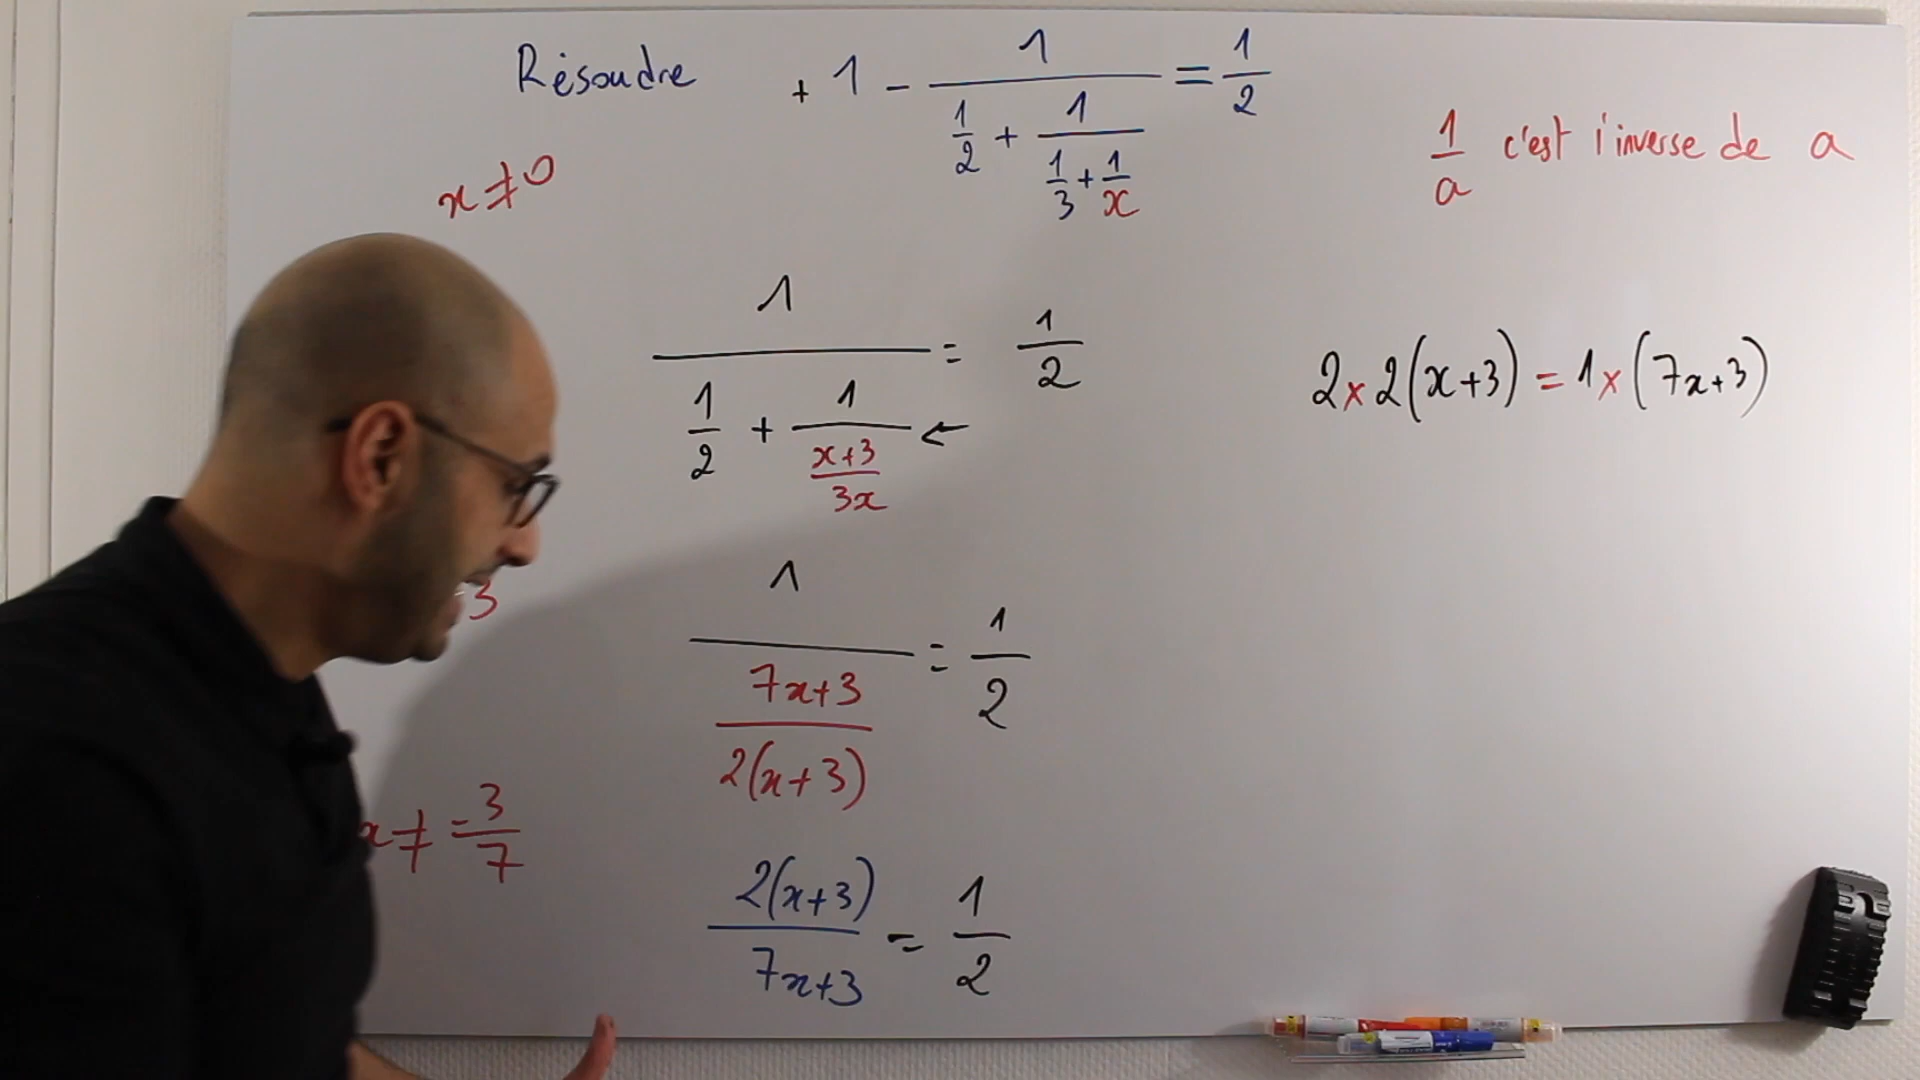 Résoudre + 1 - 1/(1/2 + 1/(1/3 + 1/x)) = 1/2
1/a c'est l'inverse de a
x ≠ 0
1/(1/2 + 1/((x+3)/3x)) = 1/2 ←
2 × 2(x+3) = 1 × (7x+3)
3
1/((7x+3)/(2(x+3))) = 1/2
x ≠ -3/7
2(x+3)/(7x+3) = 1/2